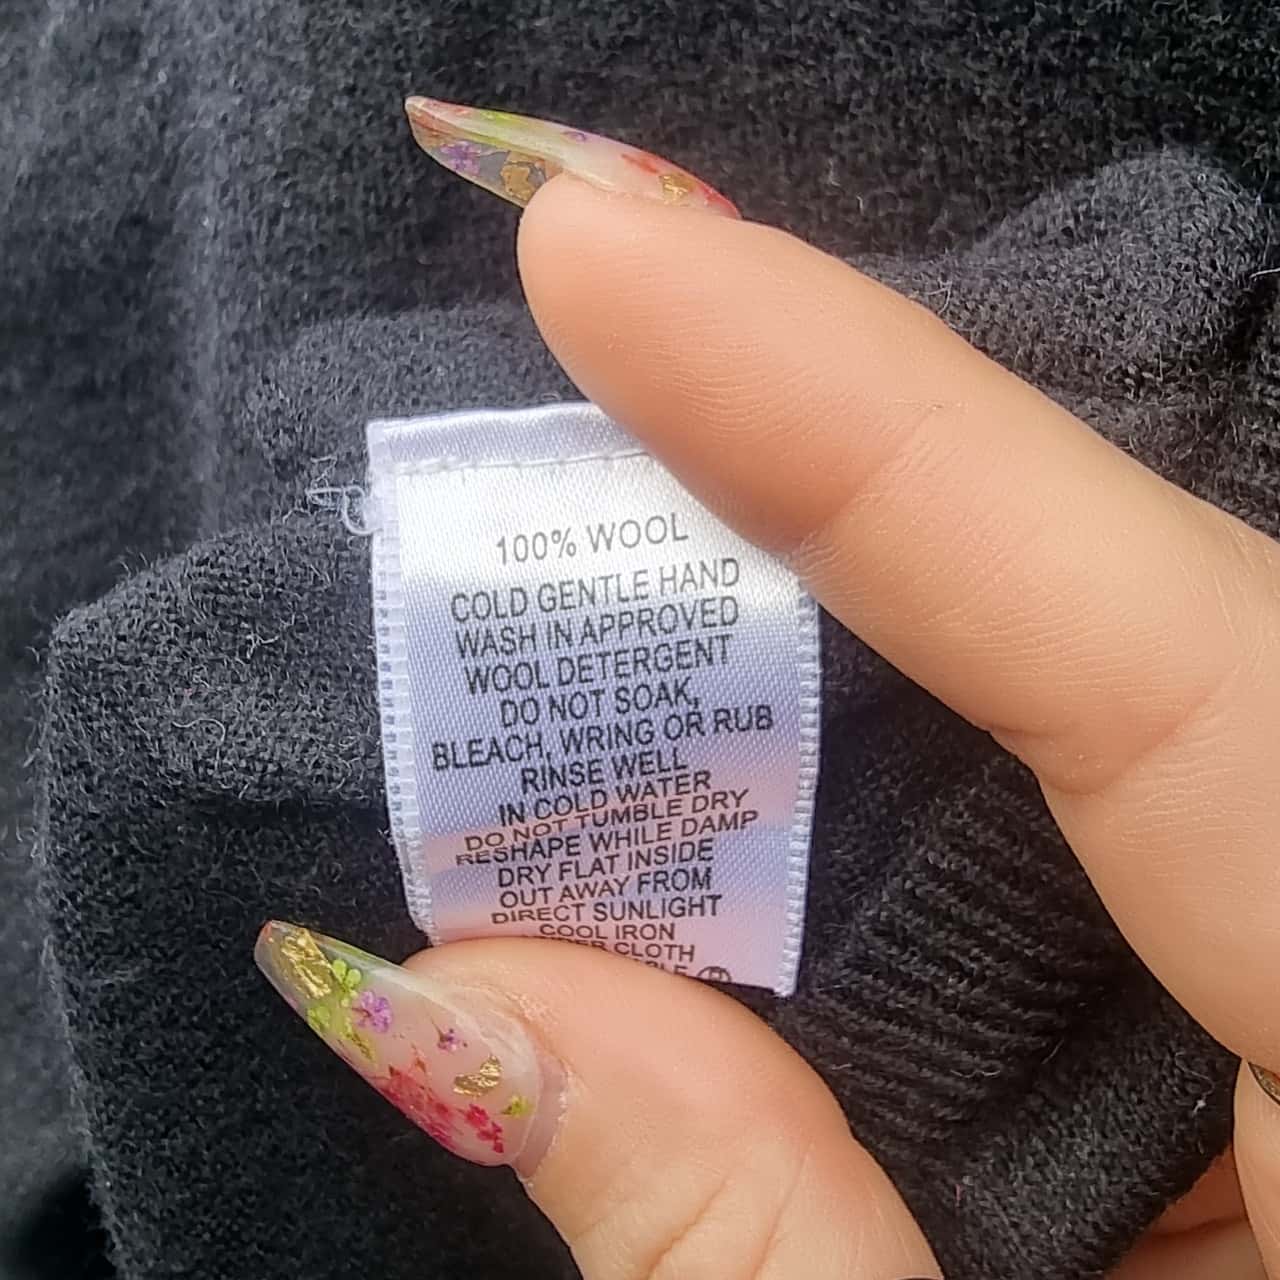 100% WOOL
COLD GENTLE HAND
WASH IN APPROVED
WOOL DETERGENT
DO NOT SOAK,
BLEACH, WRING OR RUB
RINSE WELL
IN COLD WATER
DO NOT TUMBLE DRY
RESHAPE WHILE DAMP
DRY FLAT INSIDE
OUT AWAY FROM
DIRECT SUNLIGHT
COOL IRON
CLOTH